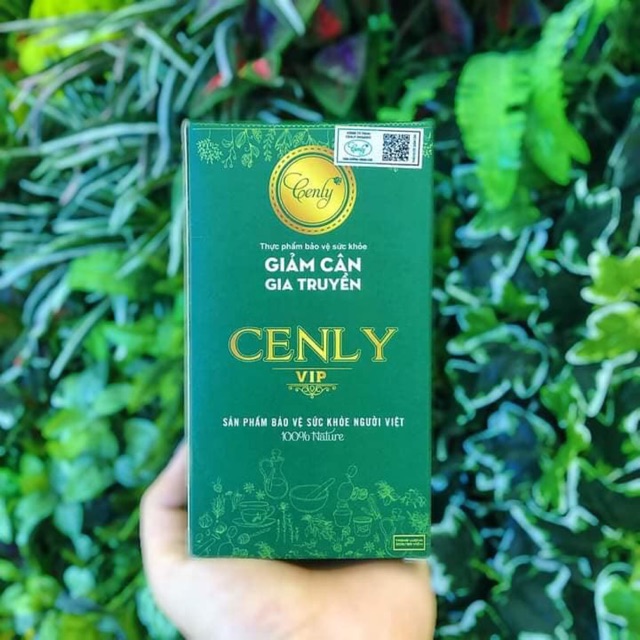 Cenly
Thực phẩm bảo vệ sức khỏe
GIẢM CÂN
GIA TRUYỀN
CENLY
VIP
SẢN PHẨM BẢO VỆ SỨC KHỎE NGƯỜI VIỆT
100% Nature